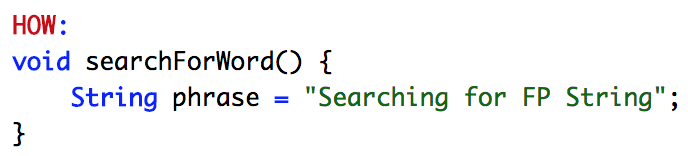 HOW:
void searchForWord() {
    String phrase = "Searching for FP String";
}